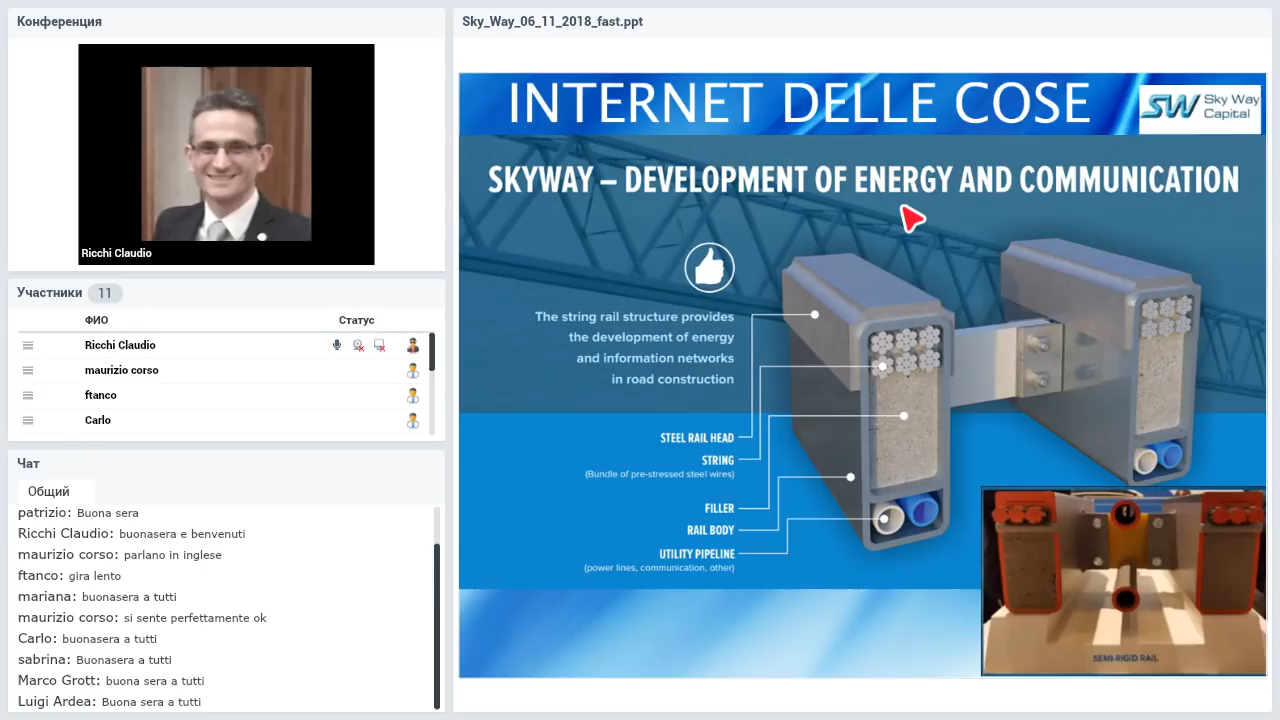 Конференция
Ricchi Claudio
Участники 11
ФИО Статус
Ricchi Claudio
maurizio corso
ftanco
Carlo
Чат
Общий
patrizio: Buona sera
Ricchi Claudio: buonasera e benvenuti
maurizio corso: parlano in inglese
ftanco: gira lento
mariana: buonasera a tutti
maurizio corso: si sente perfettamente ok
Carlo: buonasera a tutti
sabrina: Buonasera a tutti
Marco Grott: buona sera a tutti
Luigi Ardea: Buona sera a tutti
Sky_Way_06_11_2018_fast.ppt
INTERNET DELLE COSE
SW Sky Way
Capital
SKYWAY – DEVELOPMENT OF ENERGY AND COMMUNICATION
The string rail structure provides
the development of energy
and information networks
in road construction
STEEL RAIL HEAD
STRING
(Bundle of pre-stressed steel wires)
FILLER
RAIL BODY
UTILITY PIPELINE
(power lines, communication, other)
SEMI-RIGID RAIL